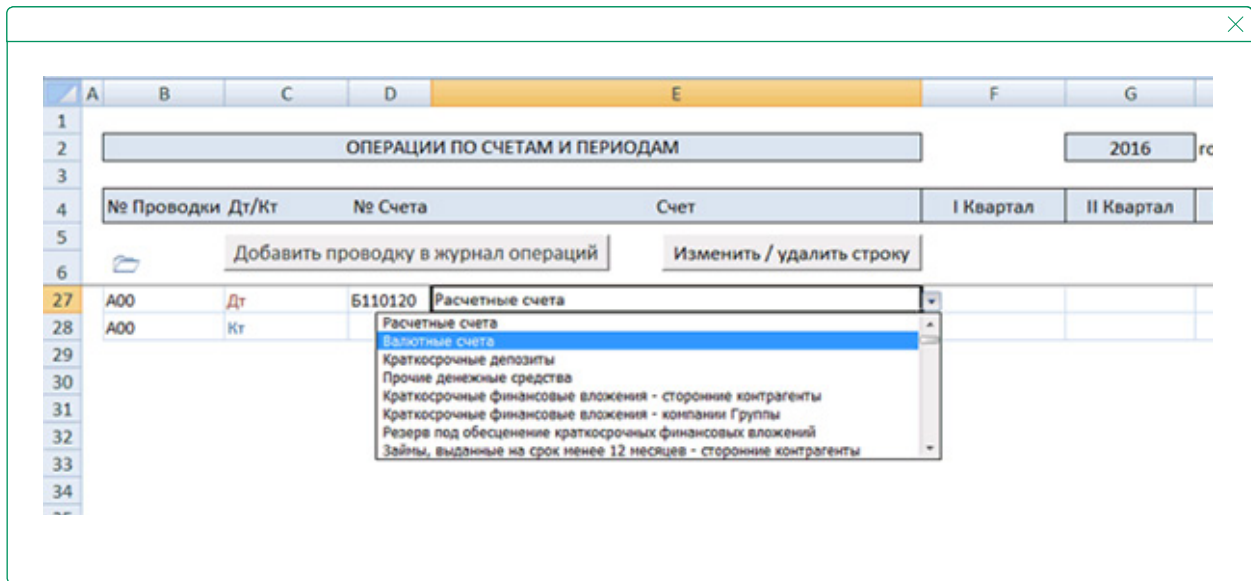 A B C D E F G
1
2 ОПЕРАЦИИ ПО СЧЕТАМ И ПЕРИОДАМ 2016 го
3
4 № Проводки Дт/Кт № Счета Счет I Квартал II Квартал
5
Добавить проводку в журнал операций Изменить / удалить строку
6
27 А00 Дт Б110120 Расчетные счета
28 А00 Кт Расчетные счета
29 Валютные счета
Краткосрочные депозиты
30 Прочие денежные средства
31 Краткосрочные финансовые вложения - сторонние контрагенты
Краткосрочные финансовые вложения - компании Группы
32 Резерв под обесценение краткосрочных финансовых вложений
33 Займы, выданные на срок менее 12 месяцев - сторонние контрагенты
34